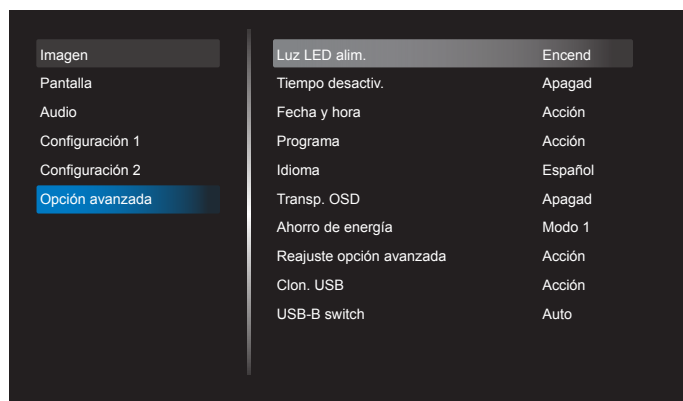 Imagen
Pantalla
Audio
Configuración 1
Configuración 2
Opción avanzada
Luz LED alim. Encend
Tiempo desactiv. Apagad
Fecha y hora Acción
Programa Acción
Idioma Español
Transp. OSD Apagad
Ahorro de energía Modo 1
Reajuste opción avanzada Acción
Clon. USB Acción
USB-B switch Auto